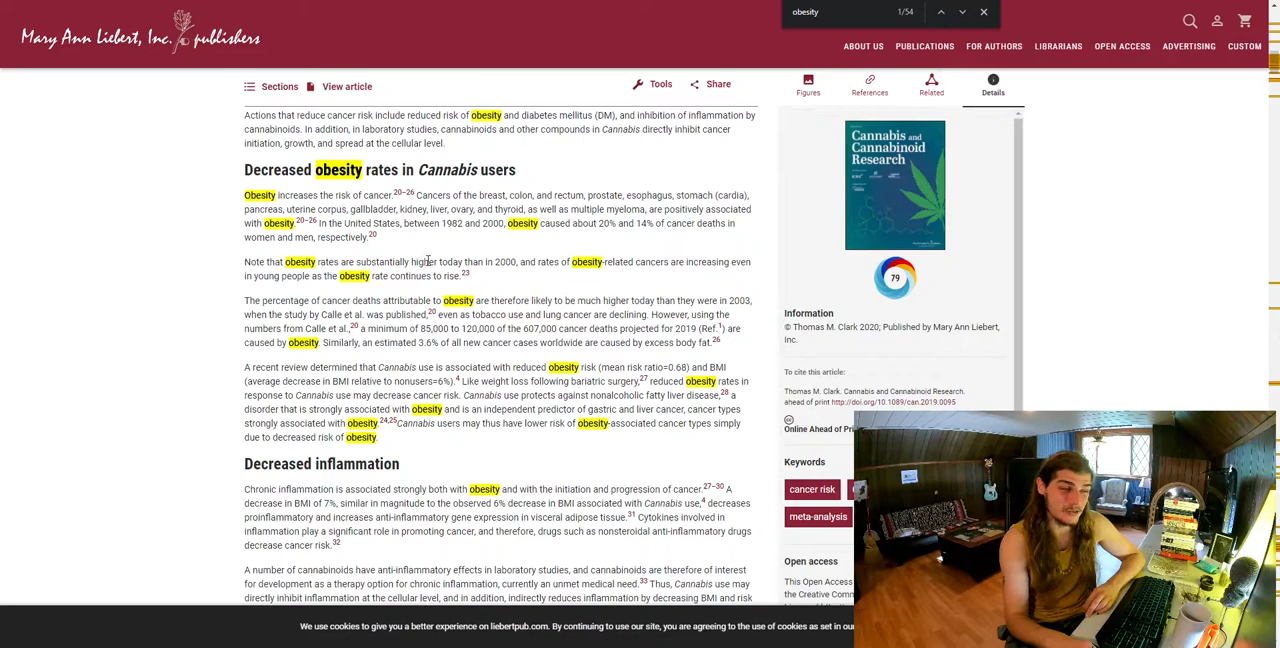 obesity
1/54
Mary Ann Liebert, Inc. publishers
ABOUT US PUBLICATIONS FOR AUTHORS LIBRARIANS OPEN ACCESS ADVERTISING CUSTOM
Sections View article Tools Share
Figures References Related Details
Actions that reduce cancer risk include reduced risk of obesity and diabetes mellitus (DM), and inhibition of inflammation by
cannabinoids. In addition, in laboratory studies, cannabinoids and other compounds in Cannabis directly inhibit cancer
initiation, growth, and spread at the cellular level.
Decreased obesity rates in Cannabis users
Obesity increases the risk of cancer.20–26 Cancers of the breast, colon, and rectum, prostate, esophagus, stomach (cardia),
pancreas, uterine corpus, gallbladder, kidney, liver, ovary, and thyroid, as well as multiple myeloma, are positively associated
with obesity.20–26 In the United States, between 1982 and 2000, obesity caused about 20% and 14% of cancer deaths in
women and men, respectively.20
Note that obesity rates are substantially higher today than in 2000, and rates of obesity-related cancers are increasing even
in young people as the obesity rate continues to rise.23
The percentage of cancer deaths attributable to obesity are therefore likely to be much higher today than they were in 2003,
when the study by Calle et al. was published,20 even as tobacco use and lung cancer are declining. However, using the
numbers from Calle et al.,20 a minimum of 85,000 to 120,000 of the 607,000 cancer deaths projected for 2019 (Ref.1) are
caused by obesity. Similarly, an estimated 3.6% of all new cancer cases worldwide are caused by excess body fat.26
A recent review determined that Cannabis use is associated with reduced obesity risk (mean risk ratio=0.68) and BMI
(average decrease in BMI relative to nonusers=6%).4 Like weight loss following bariatric surgery,27 reduced obesity rates in
response to Cannabis use may decrease cancer risk. Cannabis use protects against nonalcoholic fatty liver disease,28 a
disorder that is strongly associated with obesity and is an independent predictor of gastric and liver cancer, cancer types
strongly associated with obesity.24,25Cannabis users may thus have lower risk of obesity-associated cancer types simply
due to decreased risk of obesity.
Decreased inflammation
Chronic inflammation is associated strongly both with obesity and with the initiation and progression of cancer.27–30 A
decrease in BMI of 7%, similar in magnitude to the observed 6% decrease in BMI associated with Cannabis use,4 decreases
proinflammatory and increases anti-inflammatory gene expression in visceral adipose tissue.31 Cytokines involved in
inflammation play a significant role in promoting cancer, and therefore, drugs such as nonsteroidal anti-inflammatory drugs
decrease cancer risk.32
A number of cannabinoids have anti-inflammatory effects in laboratory studies, and cannabinoids are therefore of interest
for development as a therapy option for chronic inflammation, currently an unmet medical need.33 Thus, Cannabis use may
directly inhibit inflammation at the cellular level, and in addition, indirectly reduces inflammation by decreasing BMI and risk
Cannabis and
Cannabinoid
Research
79
Information
© Thomas M. Clark 2020; Published by Mary Ann Liebert,
Inc.
To cite this article:
Thomas M. Clark. Cannabis and Cannabinoid Research.
ahead of print http://doi.org/10.1089/can.2019.0095
Online Ahead of Pri
Keywords
cancer risk
meta-analysis
Open access
This Open Access
the Creative Comm
We use cookies to give you a better experience on liebertpub.com. By continuing to use our site, you are agreeing to the use of cookies as set in our